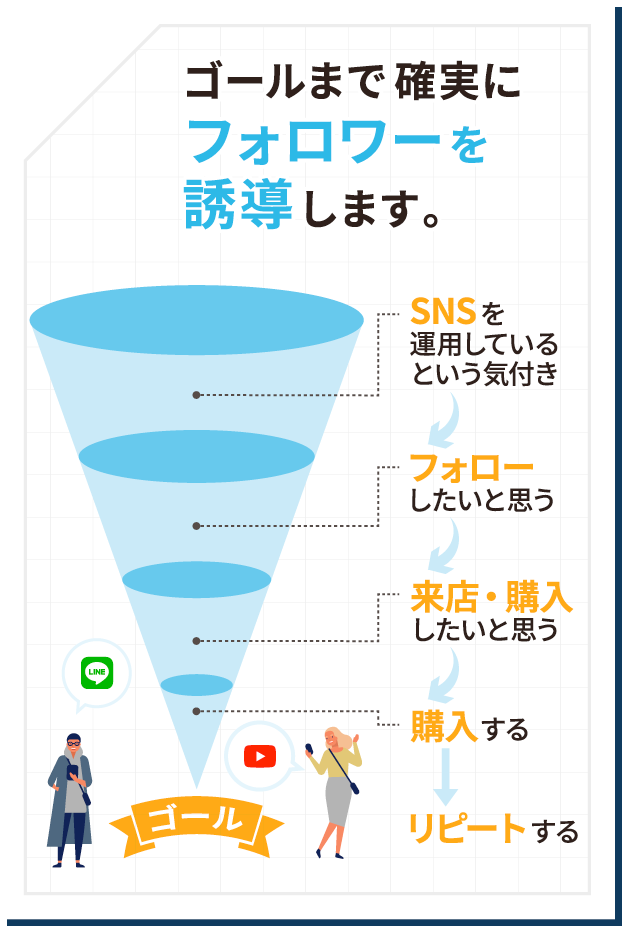 ゴールまで確実に
フォロワーを
誘導します。
SNSを
運用している
という気付き
フォロー
したいと思う
来店・購入
したいと思う
購入する
リピートする
LINE
ゴール